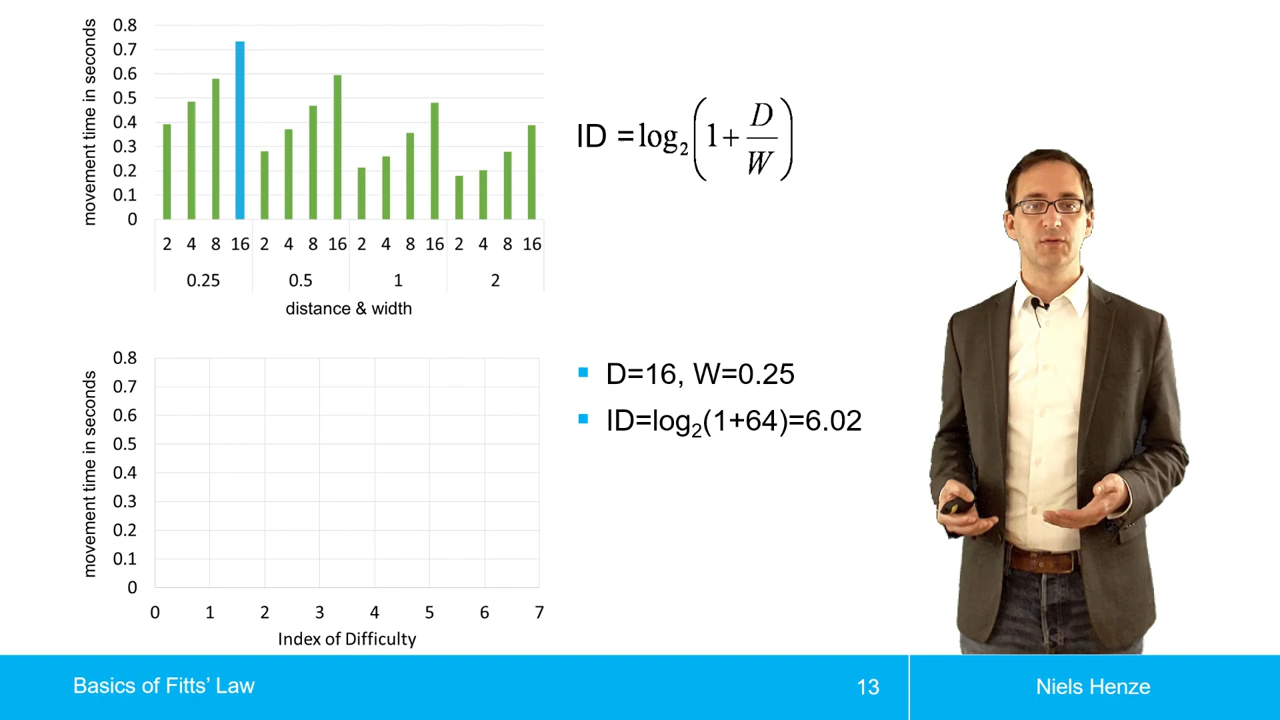 movement time in seconds
0.8
0.7
0.6
0.5
0.4
0.3
0.2
0.1
0
2 4 8 16 2 4 8 16 2 4 8 16 2 4 8 16
0.25 0.5 1 2
distance & width
ID = log₂(1 + D/W)
movement time in seconds
0.8
0.7
0.6
0.5
0.4
0.3
0.2
0.1
0
0 1 2 3 4 5 6 7
Index of Difficulty
D=16, W=0.25
ID=log₂(1+64)=6.02
Basics of Fitts’ Law 13 Niels Henze